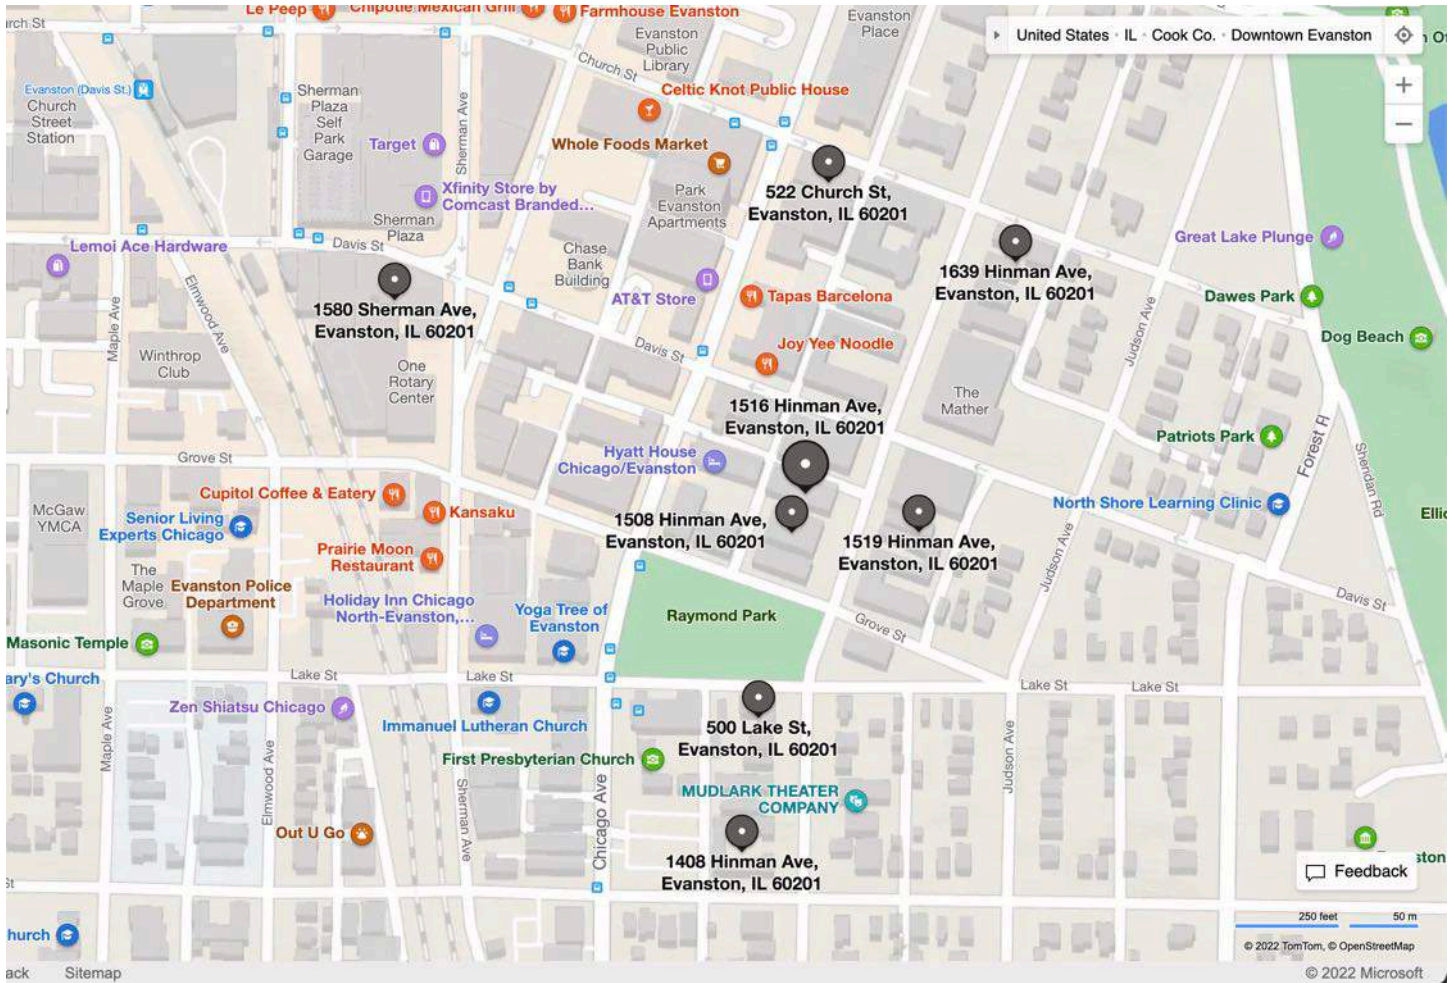 Le Peep
Chipotle Mexican Grill
Farmhouse Evanston
Evanston
Place
United States · IL · Cook Co. · Downtown Evanston
Evanston
Public
Library
Church St
Evanston (Davis St.)
Church
Street
Station
Sherman
Plaza
Self
Park
Garage
Sherman Ave
Celtic Knot Public House
Target
Whole Foods Market
Xfinity Store by
Comcast Branded...
Park
Evanston
Apartments
522 Church St,
Evanston, IL 60201
Sherman
Plaza
Davis St
Lemoi Ace Hardware
Great Lake Plunge
Chase
Bank
Building
1639 Hinman Ave,
Evanston, IL 60201
AT&T Store
Tapas Barcelona
Dawes Park
1580 Sherman Ave,
Evanston, IL 60201
Maple Ave
Elmwood Ave
Judson Ave
Dog Beach
Davis St
Joy Yee Noodle
Winthrop
Club
One
Rotary
Center
The
Mather
1516 Hinman Ave,
Evanston, IL 60201
Patriots Park
Forest
Grove St
Hyatt House
Chicago/Evanston
Sheridan Rd
Cupitol Coffee & Eatery
North Shore Learning Clinic
McGaw
YMCA
Kansaku
Senior Living
Experts Chicago
1508 Hinman Ave,
Evanston, IL 60201
1519 Hinman Ave,
Evanston, IL 60201
Prairie Moon
Restaurant
Judson Ave
The
Maple
Grove
Evanston Police
Department
Holiday Inn Chicago
North-Evanston,...
Yoga Tree of
Evanston
Raymond Park
Grove St
Davis St
Masonic Temple
Lake St
Lake St
Lake St
Lake St
ary's Church
Zen Shiatsu Chicago
Immanuel Lutheran Church
500 Lake St,
Evanston, IL 60201
Maple Ave
Judson Ave
First Presbyterian Church
MUDLARK THEATER
COMPANY
Elmwood Ave
Sherman Ave
Chicago Ave
Out U Go
1408 Hinman Ave,
Evanston, IL 60201
ston
Feedback
St
250 feet
50 m
hurch
© 2022 TomTom, © OpenStreetMap
ack
Sitemap
© 2022 Microsoft